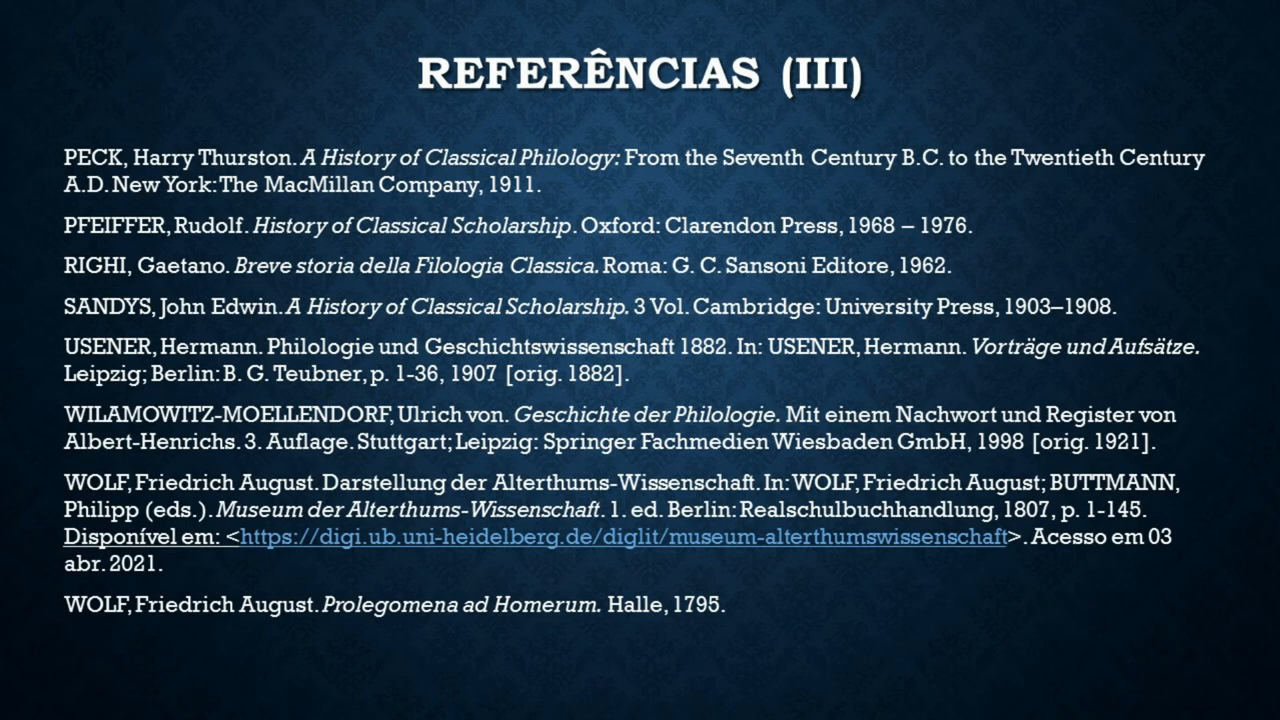 REFERÊNCIAS (III)
PECK, Harry Thurston. A History of Classical Philology: From the Seventh Century B.C. to the Twentieth Century
A.D. New York: The MacMillan Company, 1911.
PFEIFFER, Rudolf. History of Classical Scholarship. Oxford: Clarendon Press, 1968 – 1976.
RIGHI, Gaetano. Breve storia della Filologia Classica. Roma: G. C. Sansoni Editore, 1962.
SANDYS, John Edwin. A History of Classical Scholarship. 3 Vol. Cambridge: University Press, 1903–1908.
USENER, Hermann. Philologie und Geschichtswissenschaft 1882. In: USENER, Hermann. Vorträge und Aufsätze.
Leipzig; Berlin: B. G. Teubner, p. 1-36, 1907 [orig. 1882].
WILAMOWITZ-MOELLENDORF, Ulrich von. Geschichte der Philologie. Mit einem Nachwort und Register von
Albert-Henrichs. 3. Auflage. Stuttgart; Leipzig: Springer Fachmedien Wiesbaden GmbH, 1998 [orig. 1921].
WOLF, Friedrich August. Darstellung der Alterthums-Wissenschaft. In: WOLF, Friedrich August; BUTTMANN,
Philipp (eds.). Museum der Alterthums-Wissenschaft. 1. ed. Berlin: Realschulbuchhandlung, 1807, p. 1-145.
Disponível em: <https://digi.ub.uni-heidelberg.de/diglit/museum-alterthumswissenschaft>. Acesso em 03
abr. 2021.
WOLF, Friedrich August. Prolegomena ad Homerum. Halle, 1795.